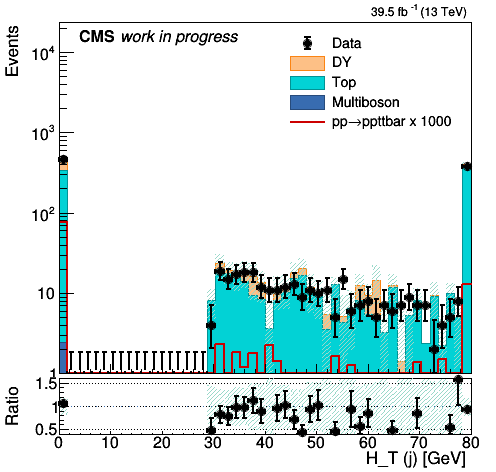 39.5 fb⁻¹ (13 TeV)
CMS work in progress
Data
DY
Top
Multiboson
pp→ppttbar x 1000
Events
10⁴
10³
10²
10
1
Ratio
1.5
1
0.5
0 10 20 30 40 50 60 70 80
H_T (j) [GeV]